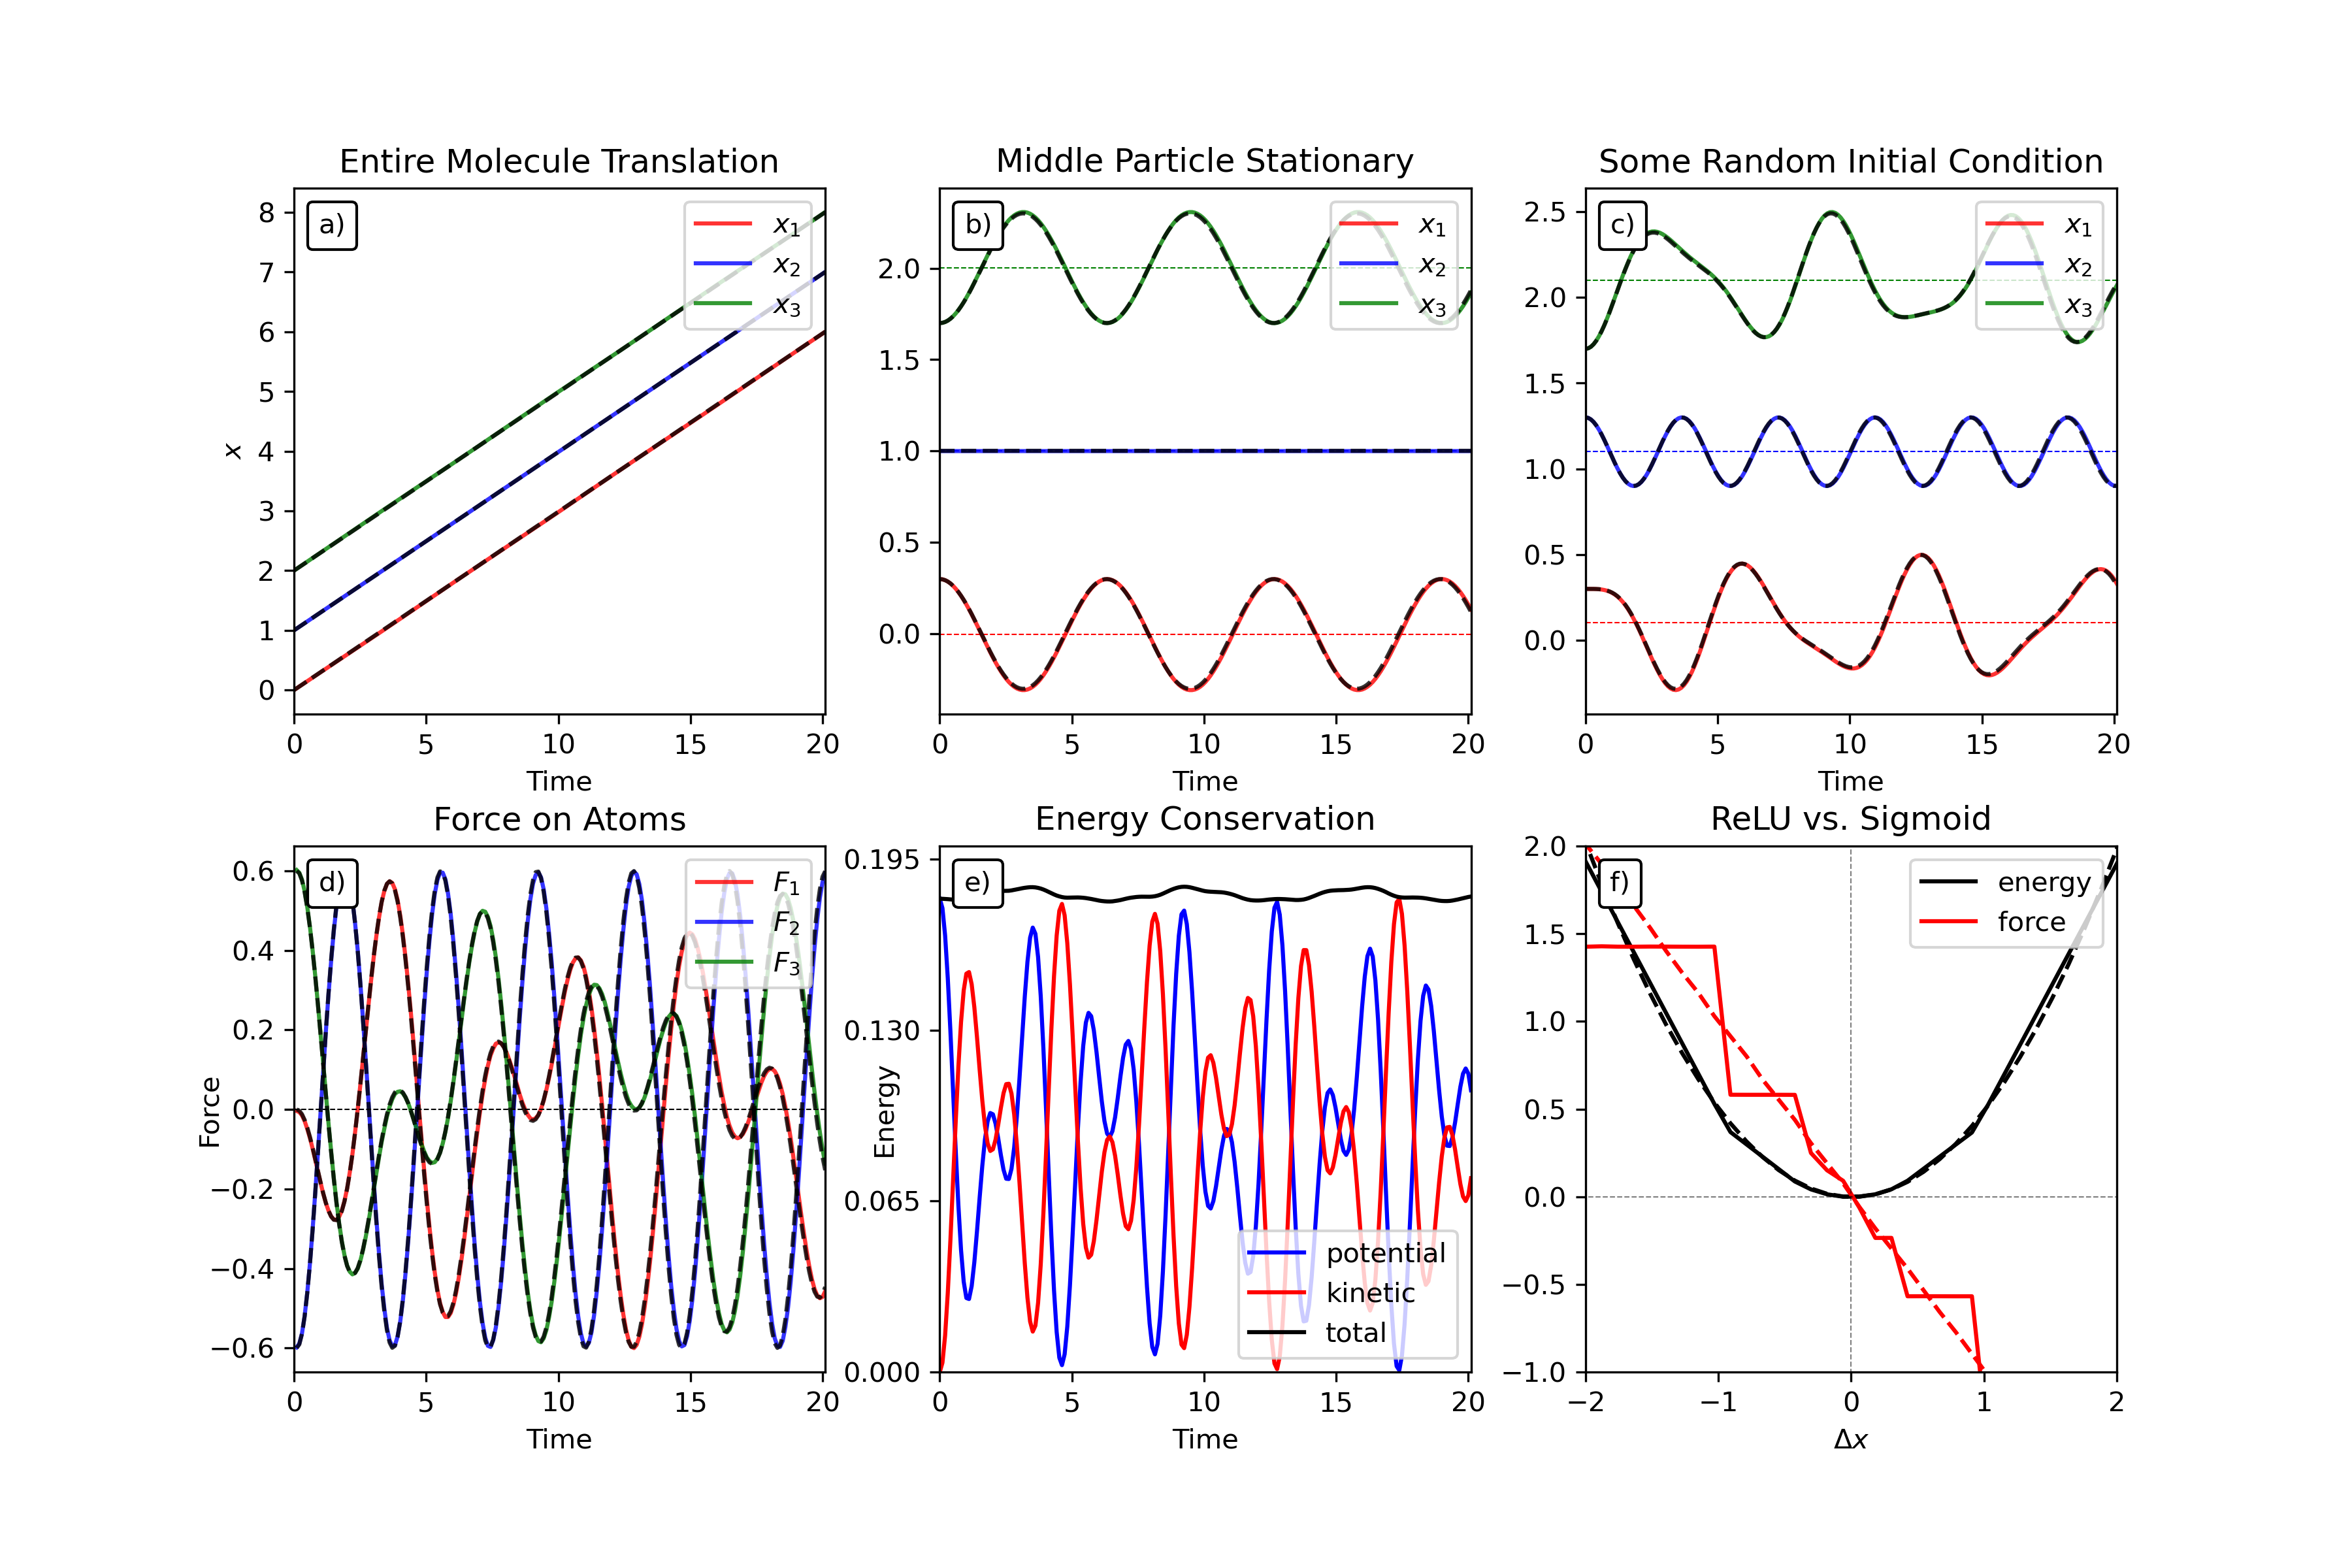 Entire Molecule Translation
a)
x₁
x₂
x₃
8
7
6
5
4
3
2
1
0
x
0 5 10 15 20
Time
Middle Particle Stationary
b)
x₁
x₂
x₃
2.0
1.5
1.0
0.5
0.0
0 5 10 15 20
Time
Some Random Initial Condition
c)
x₁
x₂
x₃
2.5
2.0
1.5
1.0
0.5
0.0
0 5 10 15 20
Time
Force on Atoms
d)
F₁
F₂
F₃
0.6
0.4
0.2
0.0
−0.2
−0.4
−0.6
Force
0 5 10 15 20
Time
Energy Conservation
e)
0.195
0.130
0.065
0.000
Energy
potential
kinetic
total
0 5 10 15 20
Time
ReLU vs. Sigmoid
f)
energy
force
2.0
1.5
1.0
0.5
0.0
−0.5
−1.0
−2 −1 0 1 2
Δx